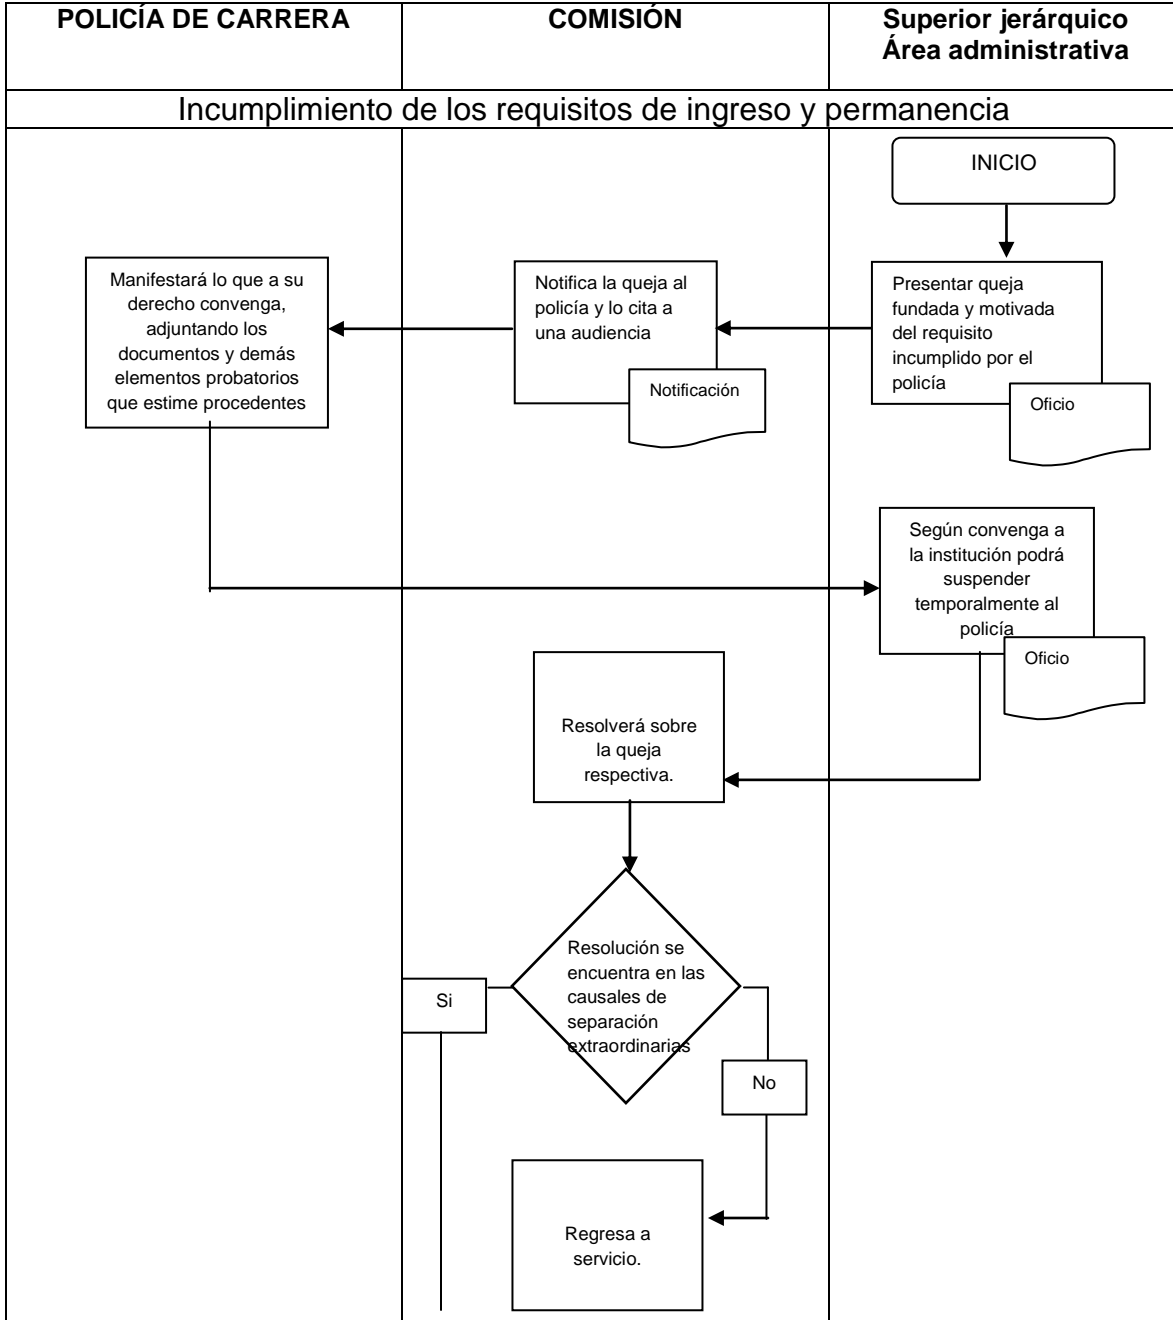 POLICÍA DE CARRERA
COMISIÓN
Superior jerárquico
Área administrativa
Incumplimiento de los requisitos de ingreso y permanencia
INICIO
Presentar queja
fundada y motivada
del requisito
incumplido por el
policía
Oficio
Notifica la queja al
policía y lo cita a
una audiencia
Notificación
Manifestará lo que a su
derecho convenga,
adjuntando los
documentos y demás
elementos probatorios
que estime procedentes
Según convenga a
la institución podrá
suspender
temporalmente al
policía
Oficio
Resolverá sobre
la queja
respectiva.
Resolución se
encuentra en las
causales de
separación
extraordinarias
Si
No
Regresa a
servicio.